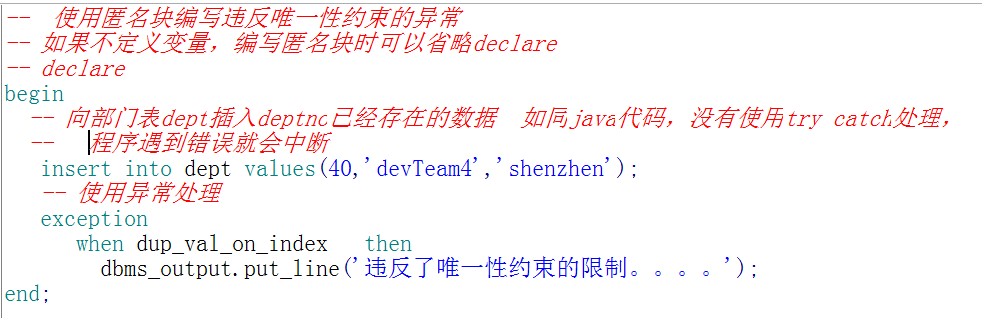 -- 使用匿名块编写违反唯一性约束的异常
-- 如果不定义变量，编写匿名块时可以省略declare
-- declare
begin
-- 向部门表dept插入deptnc已经存在的数据 如同java代码，没有使用try catch处理，
-- 程序遇到错误就会中断
insert into dept values(40,'devTeam4','shenzhen');
-- 使用异常处理
exception
when dup_val_on_index then
dbms_output.put_line('违反了唯一性约束的限制。。。。');
end;